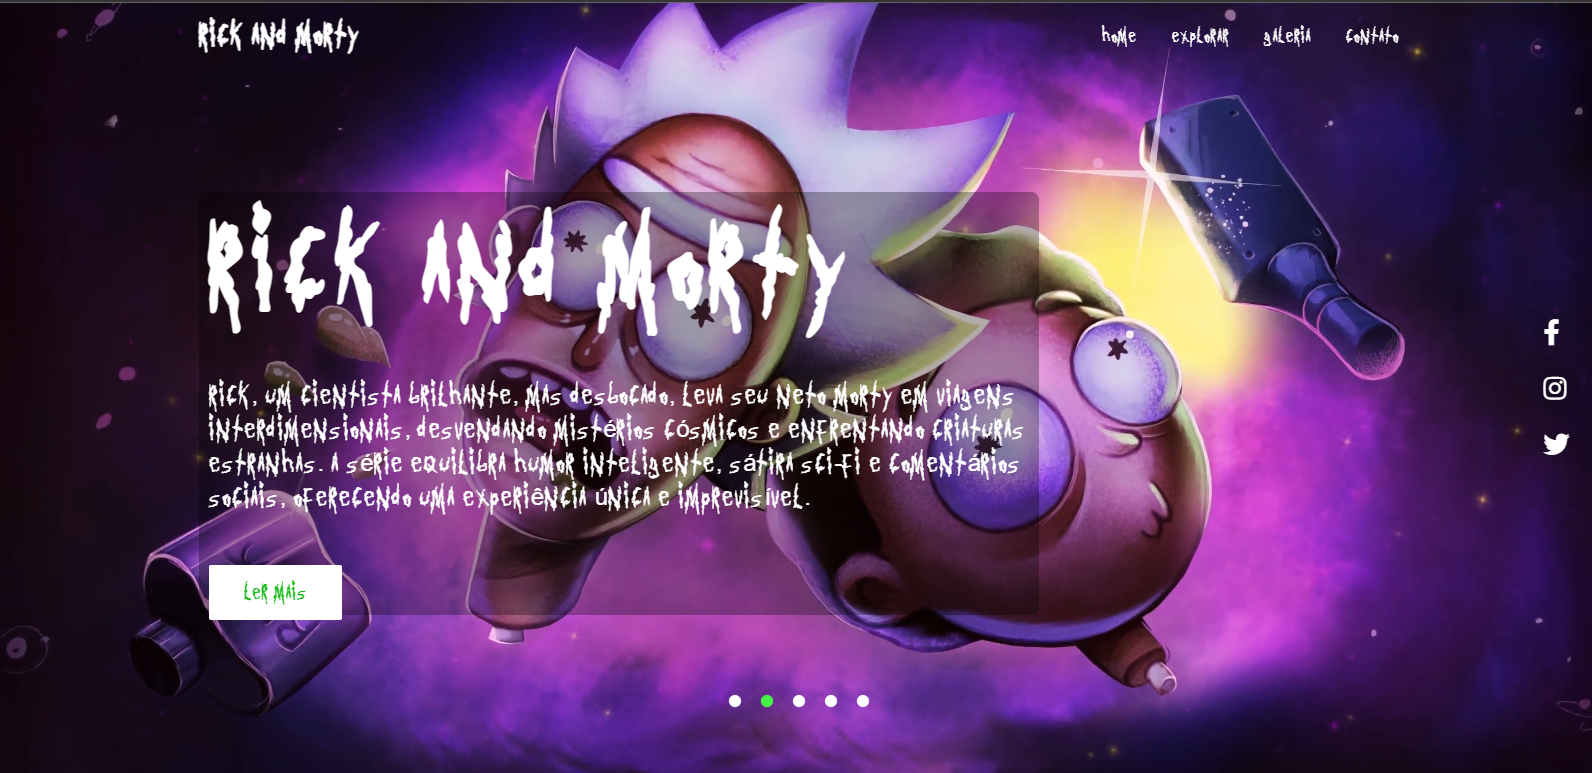 Rick and Morty
home
explorar
galeria
contato
Rick and Morty
Rick, um cientista brilhante, mas desbocado, leva seu neto Morty em viagens
interdimensionais, desvendando mistérios cósmicos e enfrentando criaturas
estranhas. A série equilibra humor inteligente, sátira sci-fi e comentários
sociais, oferecendo uma experiência única e imprevisível.
Ler Mais